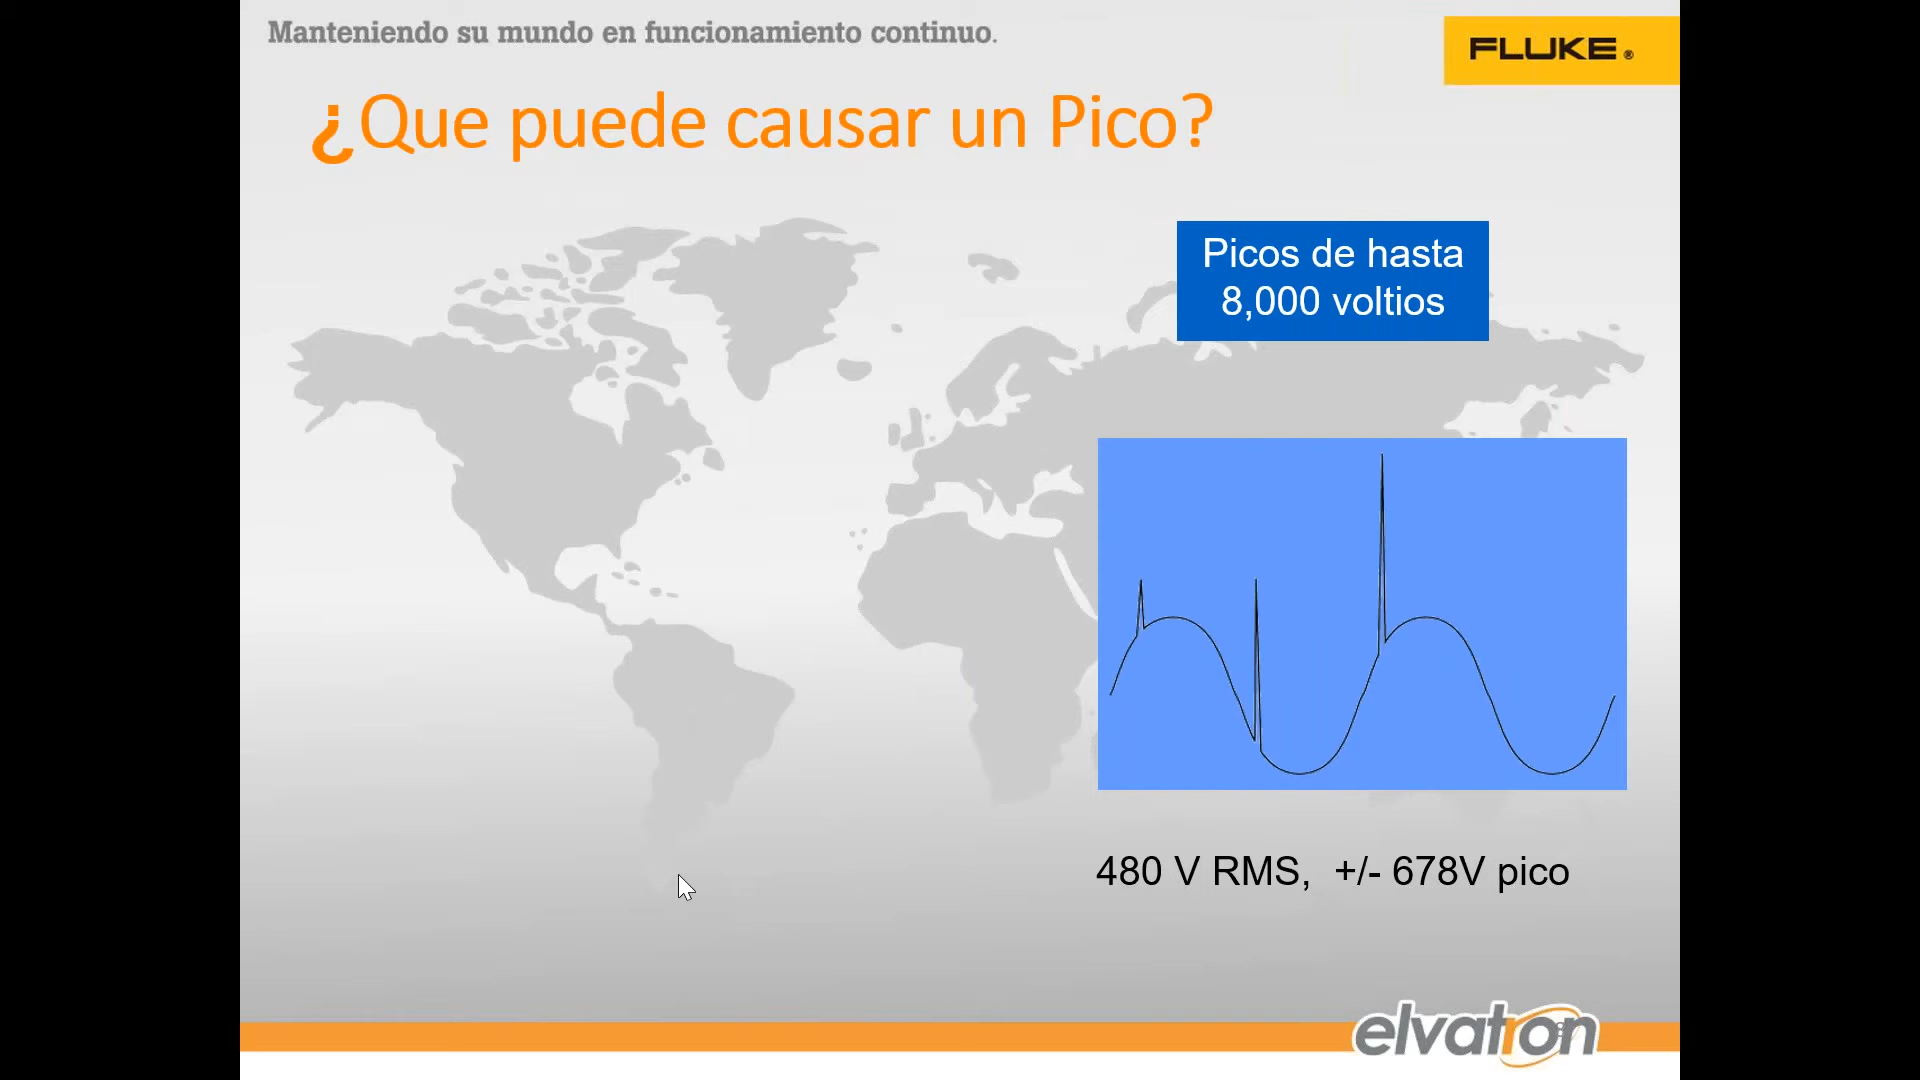 Manteniendo su mundo en funcionamiento continuo.
FLUKE®
¿Que puede causar un Pico?
Picos de hasta
8,000 voltios
480 V RMS,  +/- 678V pico
elvatron